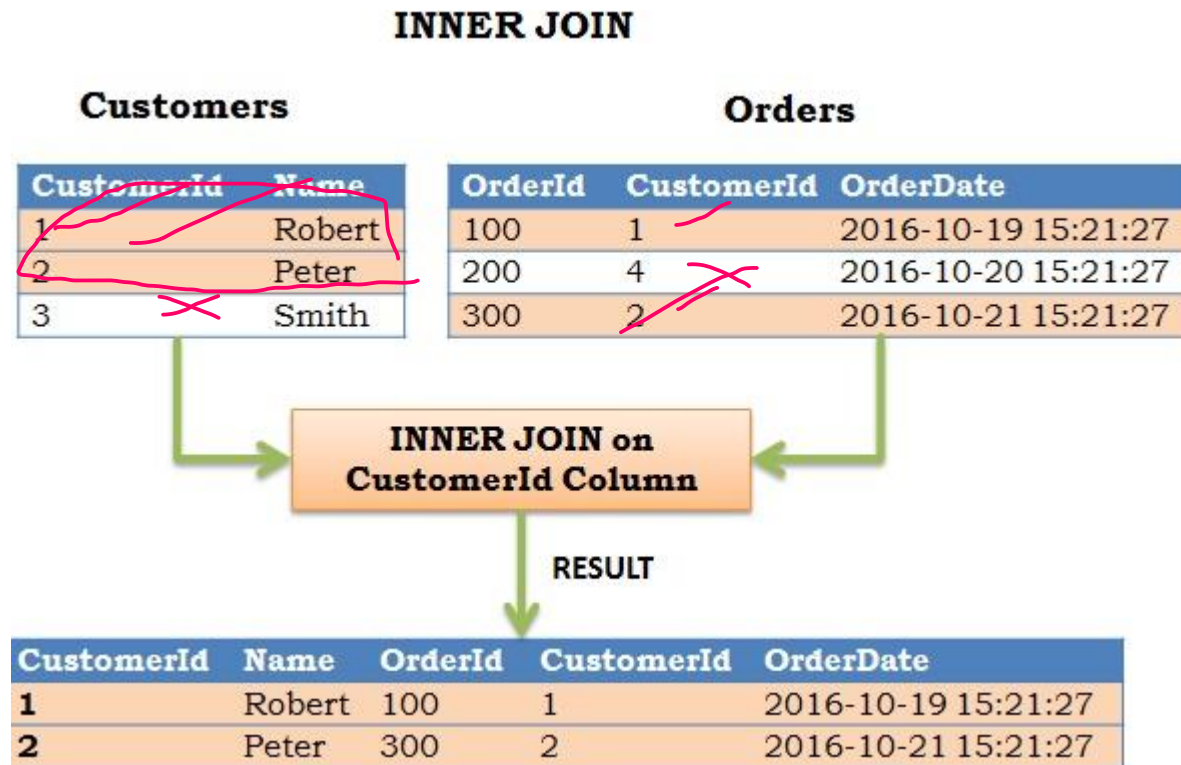 INNER JOIN
Customers
Orders
CustomerId Name
1 Robert
2 Peter
3 Smith
OrderId CustomerId OrderDate
100 1 2016-10-19 15:21:27
200 4 2016-10-20 15:21:27
300 2 2016-10-21 15:21:27
INNER JOIN on
CustomerId Column
RESULT
CustomerId Name OrderId CustomerId OrderDate
1 Robert 100 1 2016-10-19 15:21:27
2 Peter 300 2 2016-10-21 15:21:27